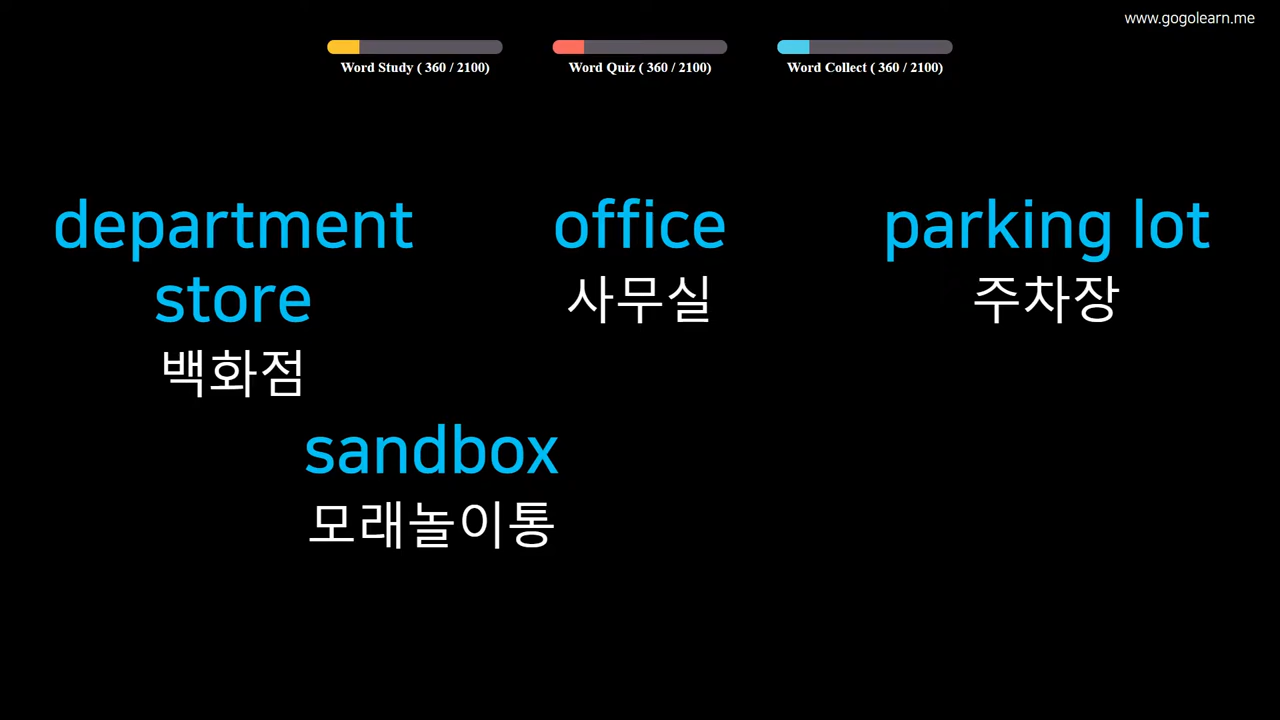 www.gogolearn.me
Word Study ( 360 / 2100)
Word Quiz ( 360 / 2100)
Word Collect ( 360 / 2100)
department
store
백화점
office
사무실
parking lot
주차장
sandbox
모래놀이통